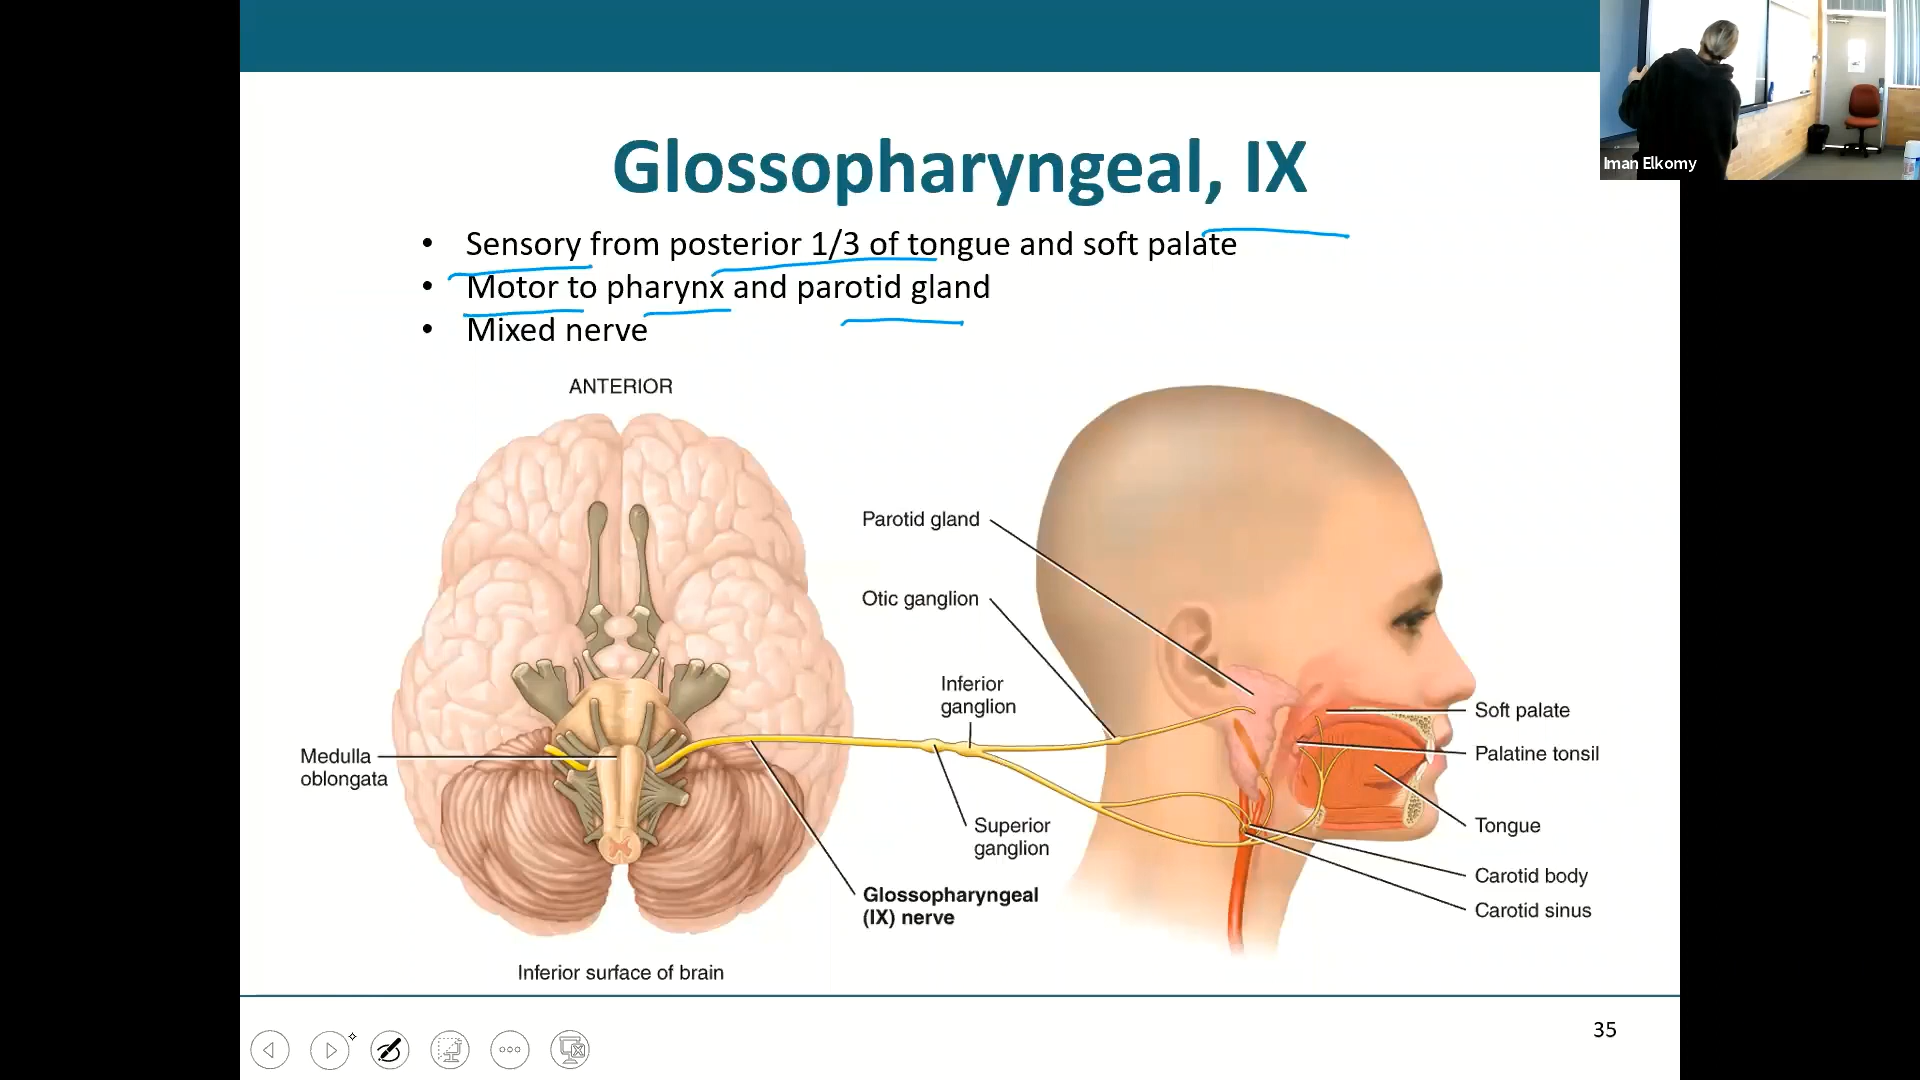 Glossopharyngeal, IX
Iman Elkomy
• Sensory from posterior 1/3 of tongue and soft palate
• Motor to pharynx and parotid gland
• Mixed nerve
ANTERIOR
Parotid gland
Otic ganglion
Inferior
ganglion
Soft palate
Medulla
oblongata
Palatine tonsil
Superior
ganglion
Tongue
Carotid body
Glossopharyngeal
(IX) nerve
Carotid sinus
Inferior surface of brain
35